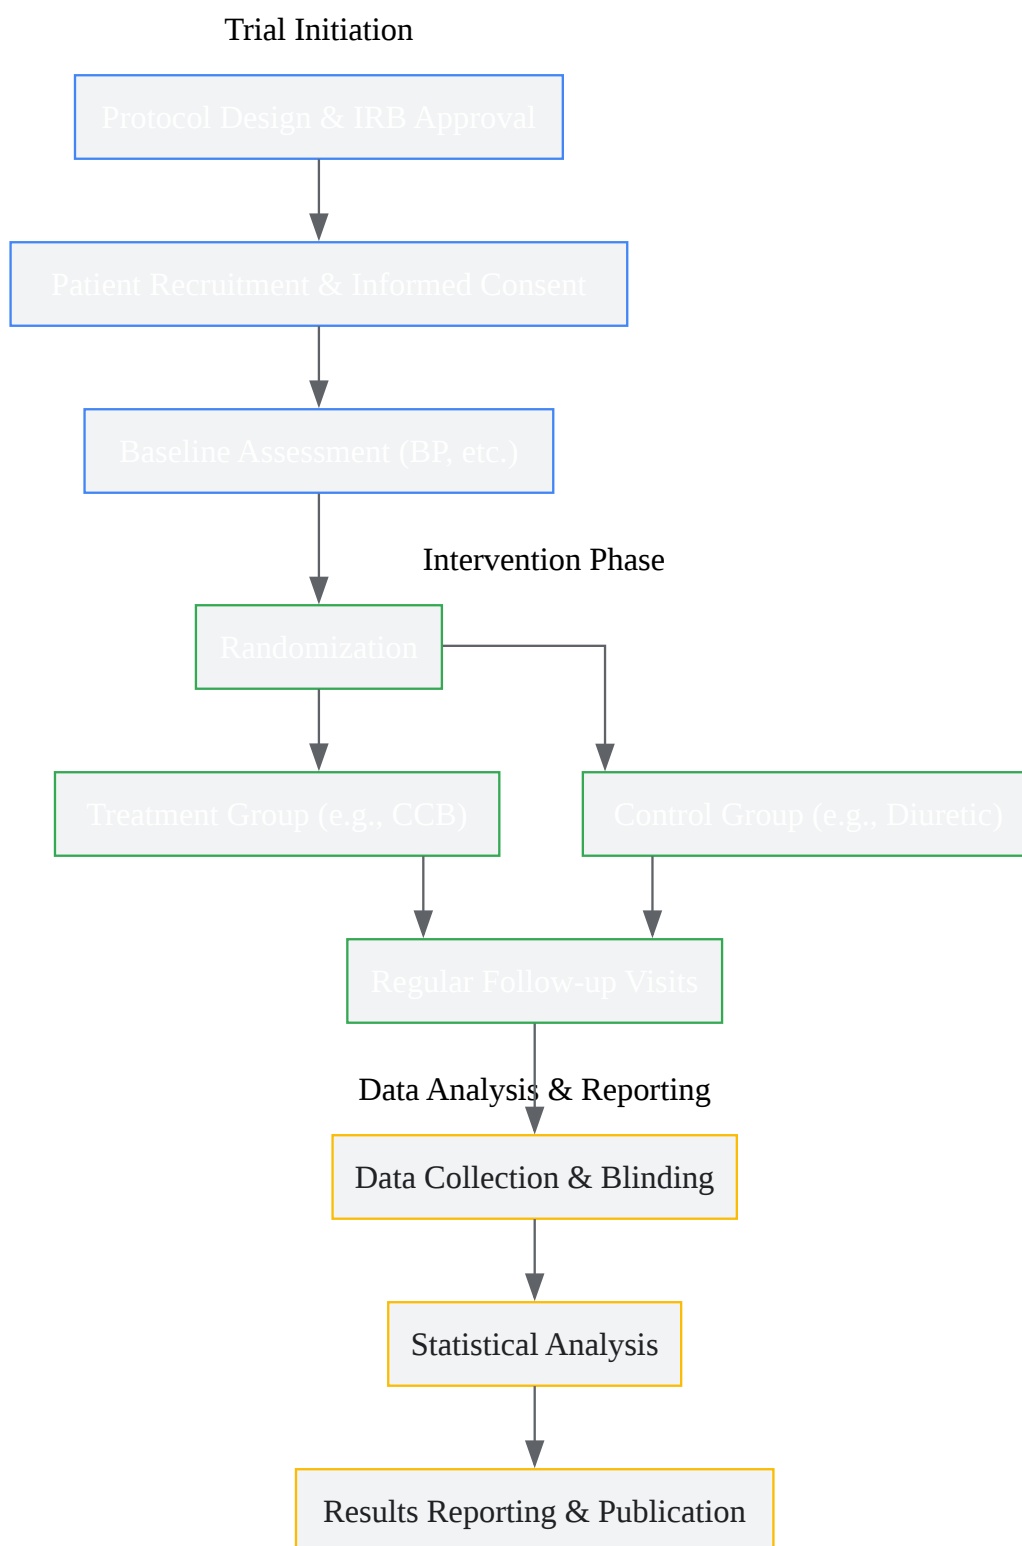 Trial Initiation
Protocol Design & IRB Approval
Patient Recruitment & Informed Consent
Baseline Assessment (BP, etc.)
Intervention Phase
Randomization
Treatment Group (e.g., CCB)
Control Group (e.g., Diuretic)
Regular Follow-up Visits
Data Analysis & Reporting
Data Collection & Blinding
Statistical Analysis
Results Reporting & Publication